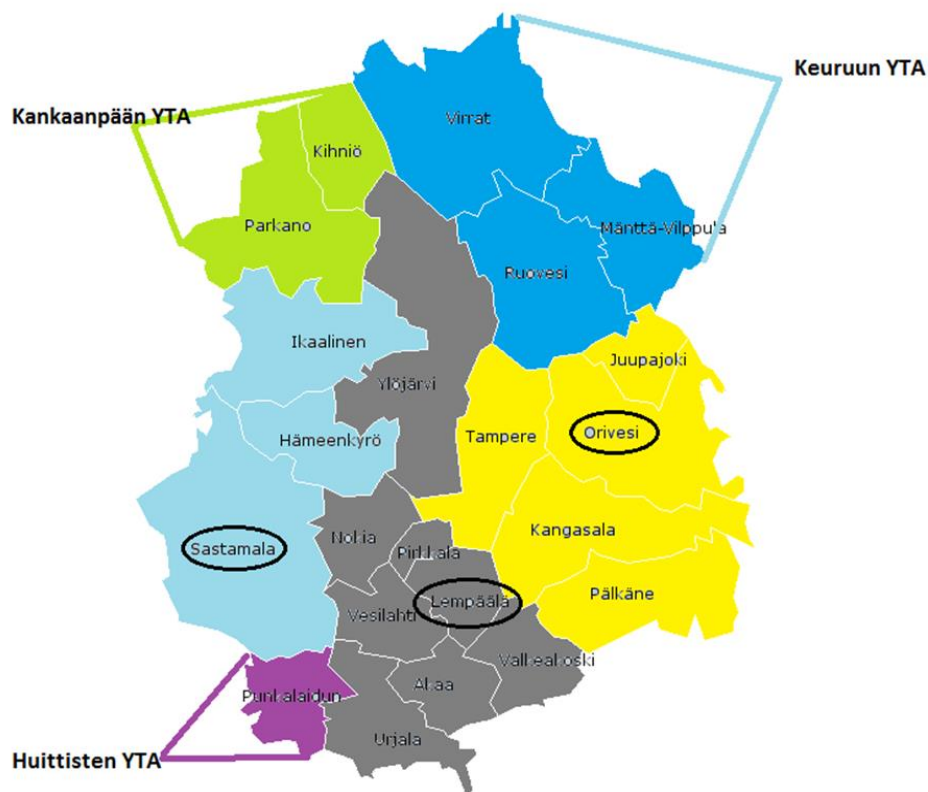 Keuruun YTA
Kankaanpään YTA
Virrat
Kihniö
Parkano
Mänttä-Vilppula
Ruovesi
Ikaalinen
Juupajoki
Ylöjärvi
Tampere
Orivesi
Hämeenkyrö
Kangasala
Nokia
Pirkkala
Sastamala
Pälkäne
Lempäälä
Vesilahti
Valkeakoski
Akaa
Punkalaidun
Urjala
Huittisten YTA